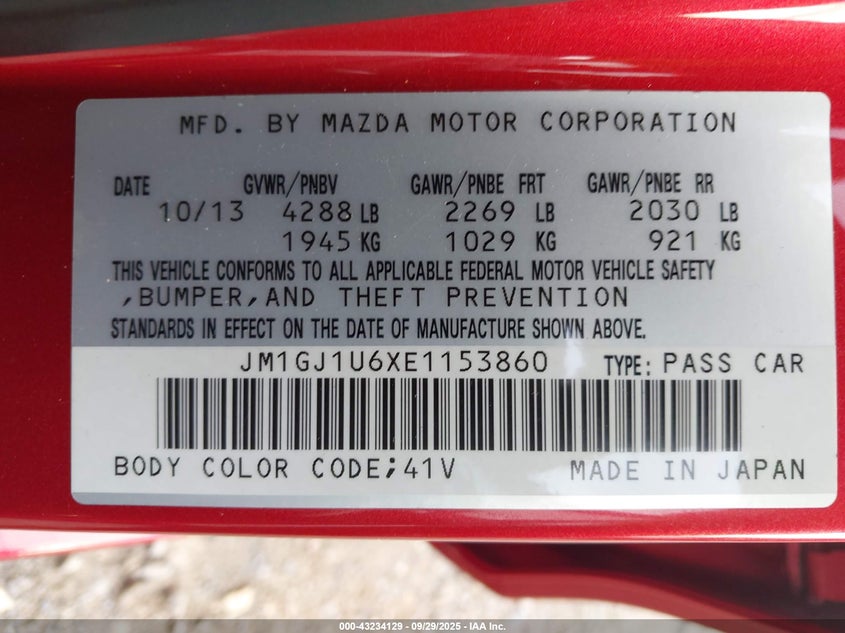 MFD. BY MAZDA MOTOR CORPORATION
DATE GVWR/PNBV GAWR/PNBE FRT GAWR/PNBE RR
10/13 4288 LB 2269 LB 2030 LB
1945 KG 1029 KG 921 KG
THIS VEHICLE CONFORMS TO ALL APPLICABLE FEDERAL MOTOR VEHICLE SAFETY
,BUMPER,AND THEFT PREVENTION
STANDARDS IN EFFECT ON THE DATE OF MANUFACTURE SHOWN ABOVE.
JM1GJ1U6XE1153860 TYPE: PASS CAR
BODY COLOR CODE;41V MADE IN JAPAN
000-43234129 - 09/29/2025 - IAA Inc.